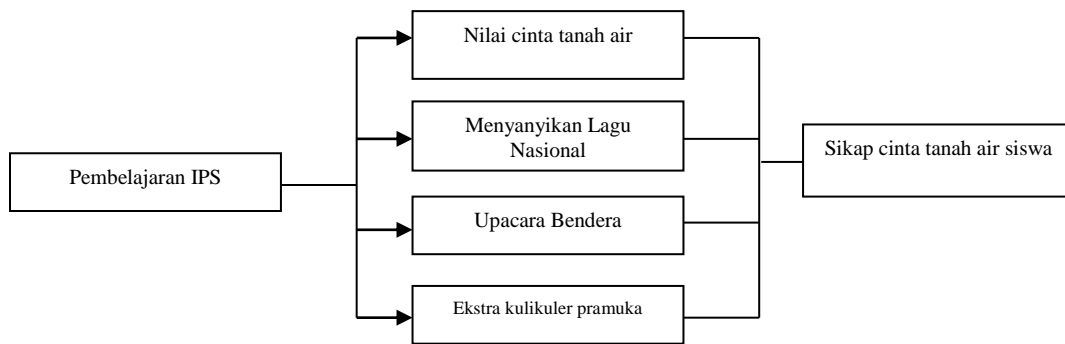 Nilai cinta tanah air
Menyanyikan Lagu
Nasional
Pembelajaran IPS
Sikap cinta tanah air siswa
Upacara Bendera
Ekstra kulikuler pramuka